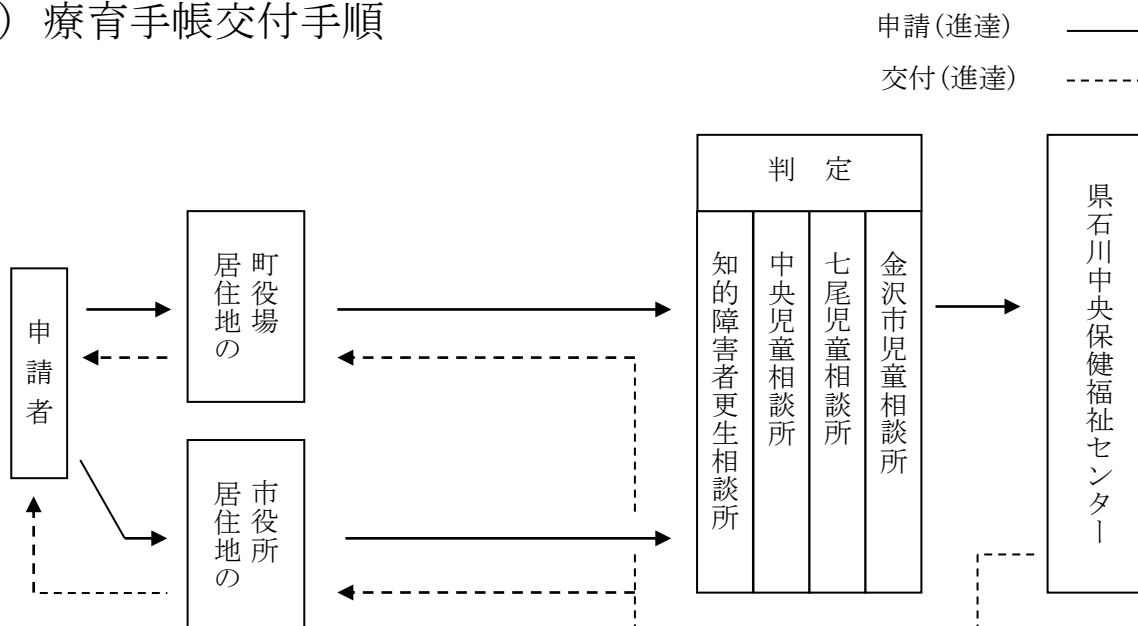 ) 療育手帳交付手順
申請(進達)
交付(進達)
申請者
居住地の
町役場
居住地の
市役所
判 定
知的障害者更生相談所
中央児童相談所
七尾児童相談所
金沢市児童相談所
県石川中央保健福祉センター